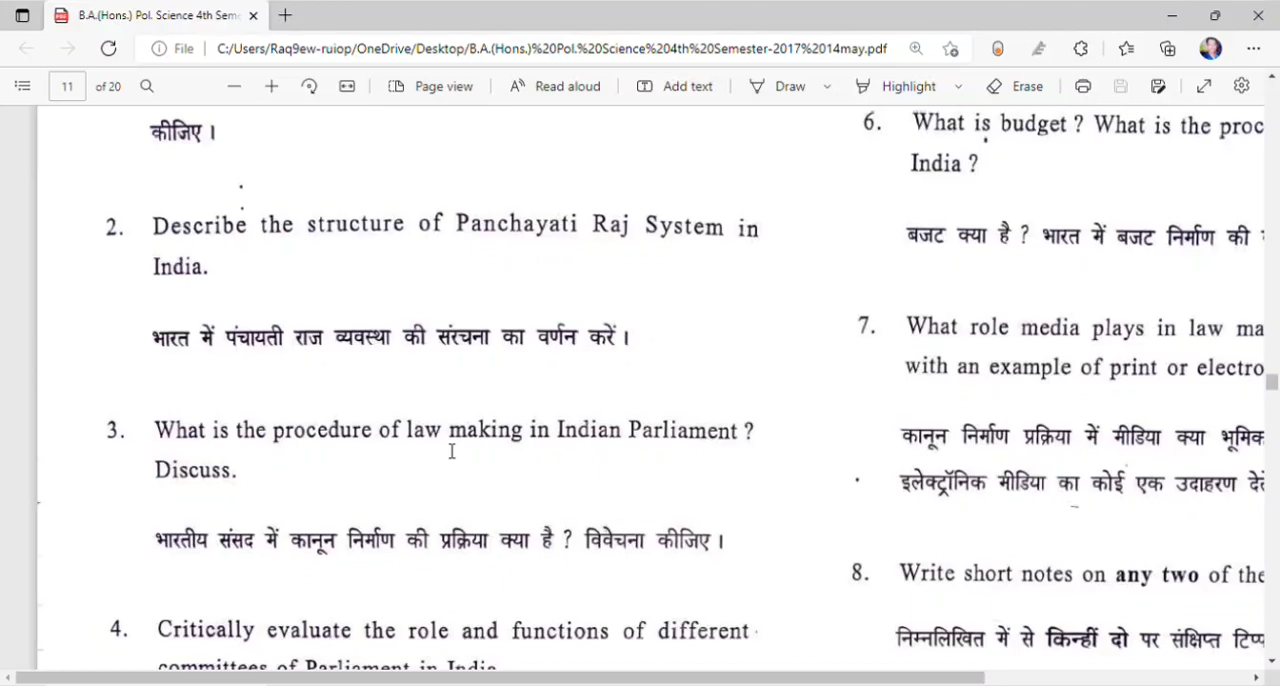 B.A.(Hons.) Pol. Science 4th Sem
File C:/Users/Raq9ew-ruiop/OneDrive/Desktop/B.A.(Hons.)%20Pol.%20Science%204th%20Semester-2017%2014may.pdf
11 of 20 Page view Read aloud Add text Draw Highlight Erase
कीजिए।
2. Describe the structure of Panchayati Raj System in
India.
भारत में पंचायती राज व्यवस्था की संरचना का वर्णन करें।
3. What is the procedure of law making in Indian Parliament ?
Discuss.
भारतीय संसद में कानून निर्माण की प्रक्रिया क्या है ? विवेचना कीजिए।
4. Critically evaluate the role and functions of different
committees of Parliament in India
6. What is budget ? What is the proc
India ?
बजट क्या है ? भारत में बजट निर्माण की
7. What role media plays in law ma
with an example of print or electro
कानून निर्माण प्रक्रिया में मीडिया क्या भूमिक
इलेक्ट्रॉनिक मीडिया का कोई एक उदाहरण देते
8. Write short notes on any two of the
निम्नलिखित में से किन्हीं दो पर संक्षिप्त टिप्प